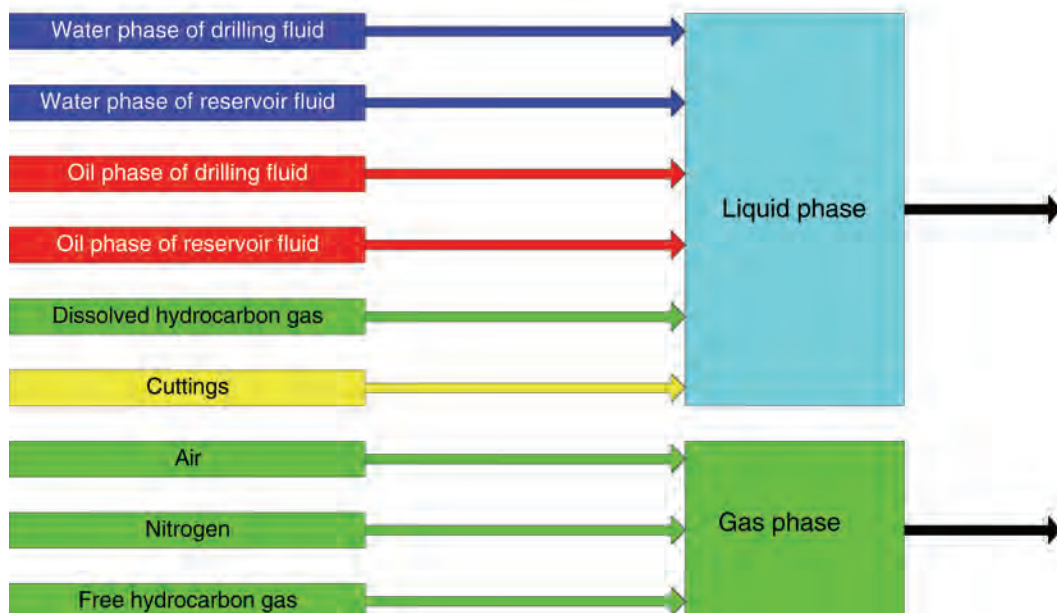 Water phase of drilling fluid
Water phase of reservoir fluid
Oil phase of drilling fluid
Oil phase of reservoir fluid
Dissolved hydrocarbon gas
Cuttings
Air
Nitrogen
Free hydrocarbon gas
Liquid phase
Gas phase